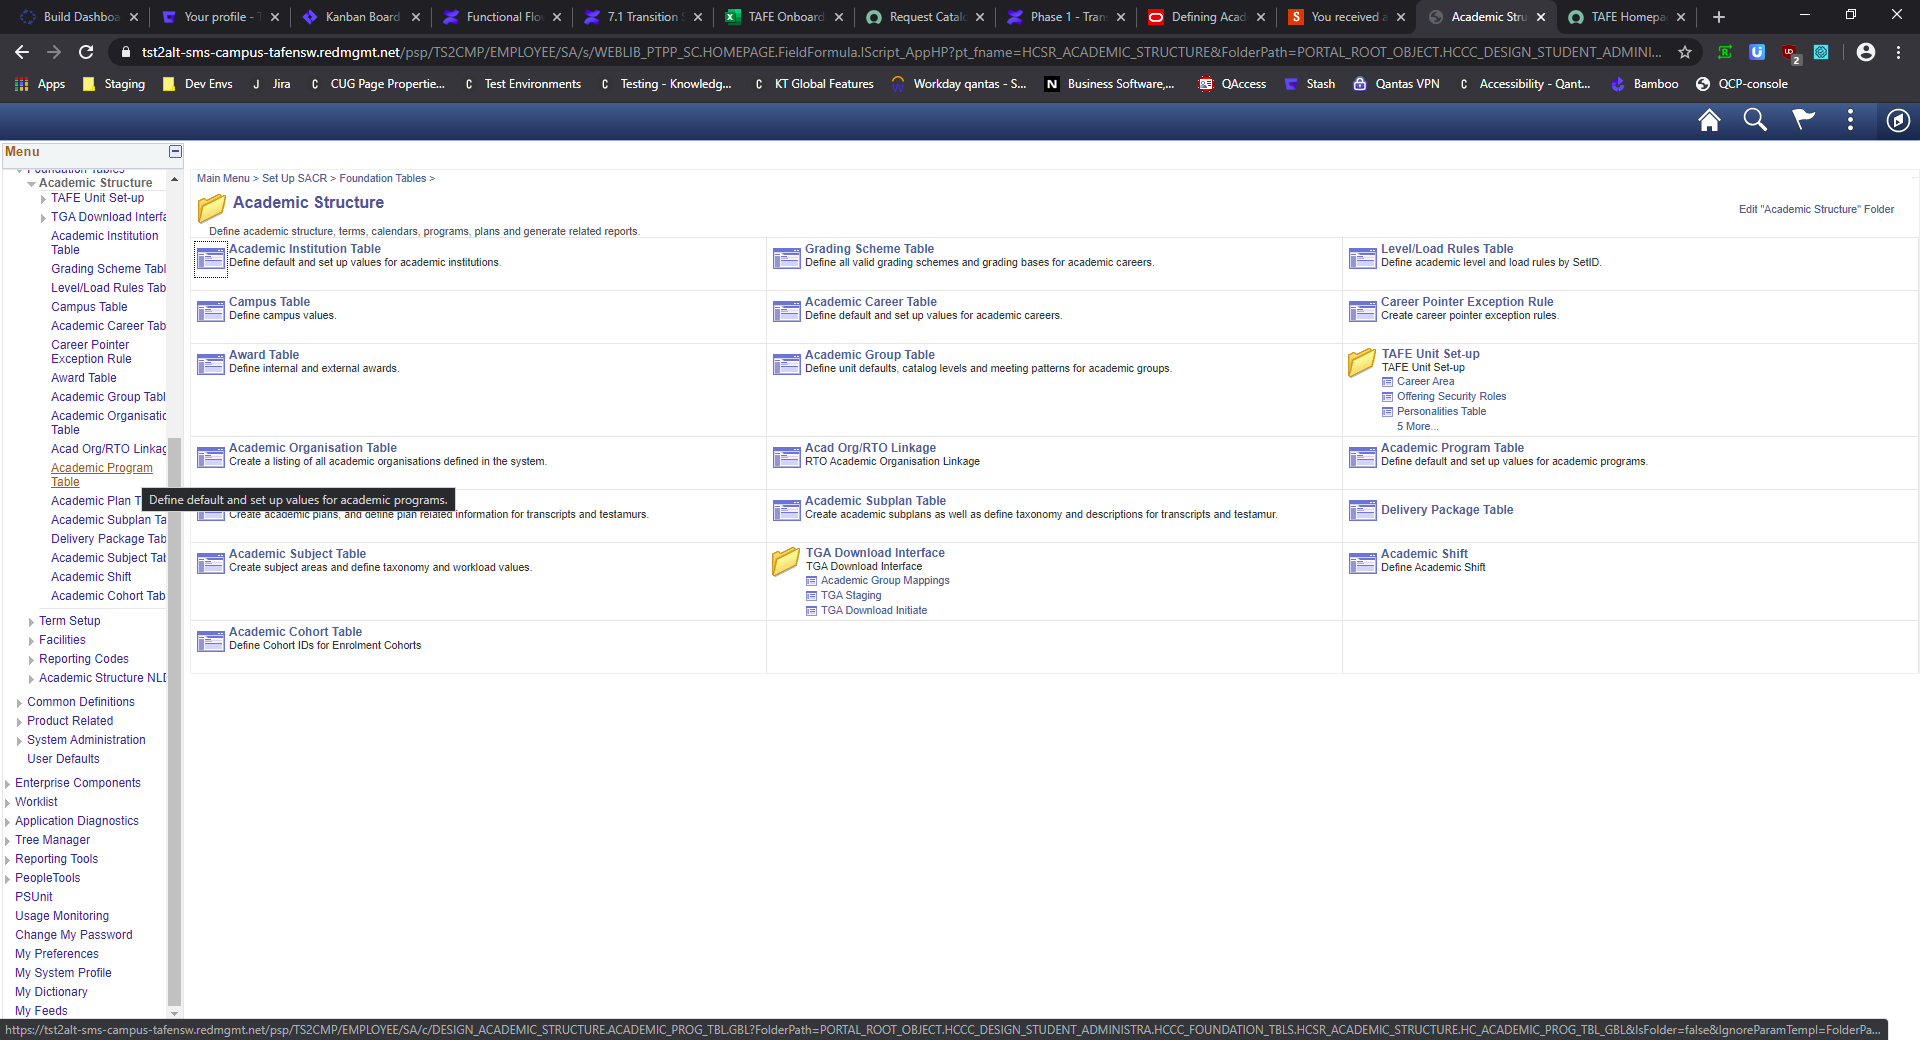 Build Dashboa
Your profile - T
Kanban Board
Functional Flo
7.1 Transition S
TAFE Onboard
Request Catalo
Phase 1 - Tran
Defining Acad
You received a
Academic Stru
TAFE Homepa
tst2alt-sms-campus-tafensw.redmgmt.net/psp/TS2CMP/EMPLOYEE/SA/s/WEBLIB_PTPP_SC.HOMEPAGE.FieldFormula.IScript_AppHP?pt_fname=HCSR_ACADEMIC_STRUCTURE&FolderPath=PORTAL_ROOT_OBJECT.HCCC_DESIGN_STUDENT_ADMINI...
2
Apps
Staging
Dev Envs
Jira
CUG Page Propertie...
Test Environments
Testing - Knowledg...
KT Global Features
Workday qantas - S...
Business Software,...
QAccess
Stash
Qantas VPN
Accessibility - Qant...
Bamboo
QCP-console
Menu
Foundation Tables
Academic Structure
TAFE Unit Set-up
TGA Download Interfa
Academic Institution
Table
Grading Scheme Tabl
Level/Load Rules Tab
Campus Table
Academic Career Tab
Career Pointer
Exception Rule
Award Table
Academic Group Tabl
Academic Organisatic
Table
Acad Org/RTO Linkag
Academic Program
Table
Academic Plan T
Academic Subplan Ta
Delivery Package Tab
Academic Subject Tab
Academic Shift
Academic Cohort Tab
Term Setup
Facilities
Reporting Codes
Academic Structure NLD
Common Definitions
Product Related
System Administration
User Defaults
Enterprise Components
Worklist
Application Diagnostics
Tree Manager
Reporting Tools
PeopleTools
PSUnit
Usage Monitoring
Change My Password
My Preferences
My System Profile
My Dictionary
My Feeds
Main Menu > Set Up SACR > Foundation Tables >
Academic Structure
Edit "Academic Structure" Folder
Define academic structure, terms, calendars, programs, plans and generate related reports.
Academic Institution Table
Define default and set up values for academic institutions.
Grading Scheme Table
Define all valid grading schemes and grading bases for academic careers.
Level/Load Rules Table
Define academic level and load rules by SetID.
Campus Table
Define campus values.
Academic Career Table
Define default and set up values for academic careers.
Career Pointer Exception Rule
Create career pointer exception rules.
Award Table
Define internal and external awards.
Academic Group Table
Define unit defaults, catalog levels and meeting patterns for academic groups.
TAFE Unit Set-up
TAFE Unit Set-up
Career Area
Offering Security Roles
Personalities Table
5 More...
Academic Organisation Table
Create a listing of all academic organisations defined in the system.
Acad Org/RTO Linkage
RTO Academic Organisation Linkage
Academic Program Table
Define default and set up values for academic programs.
Define default and set up values for academic programs.
Create academic plans, and define plan related information for transcripts and testamurs.
Academic Subplan Table
Create academic subplans as well as define taxonomy and descriptions for transcripts and testamur.
Delivery Package Table
Academic Subject Table
Create subject areas and define taxonomy and workload values.
TGA Download Interface
TGA Download Interface
Academic Group Mappings
TGA Staging
TGA Download Initiate
Academic Shift
Define Academic Shift
Academic Cohort Table
Define Cohort IDs for Enrolment Cohorts
https://tst2alt-sms-campus-tafensw.redmgmt.net/psp/TS2CMP/EMPLOYEE/SA/c/DESIGN_ACADEMIC_STRUCTURE.ACADEMIC_PROG_TBL.GBL?FolderPath=PORTAL_ROOT_OBJECT.HCCC_DESIGN_STUDENT_ADMINISTRA.HCCC_FOUNDATION_TBLS.HCSR_ACADEMIC_STRUCTURE.HC_ACADEMIC_PROG_TBL_GBL&IsFolder=false&IgnoreParamTempl=FolderPa...